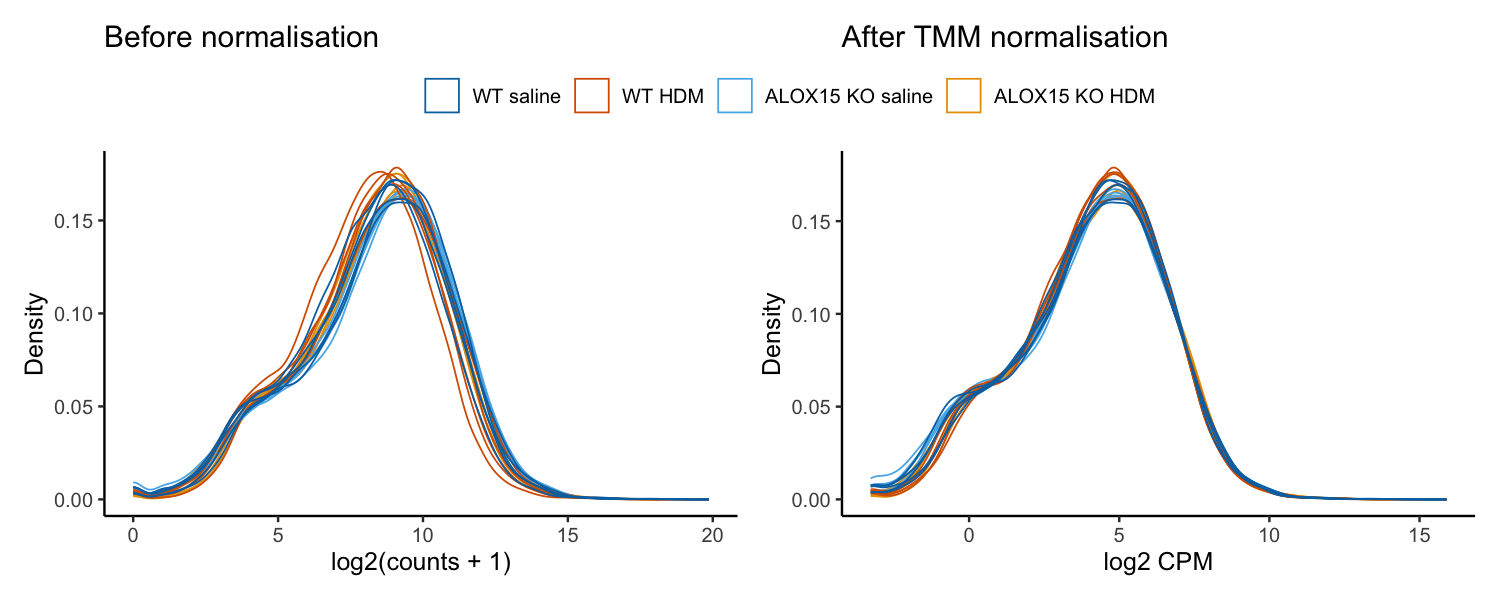 Before normalisation
After TMM normalisation
WT saline
WT HDM
ALOX15 KO saline
ALOX15 KO HDM
Density
0.15
0.10
0.05
0.00
0
5
10
15
20
log2(counts + 1)
Density
0.15
0.10
0.05
0.00
0
5
10
15
log2 CPM